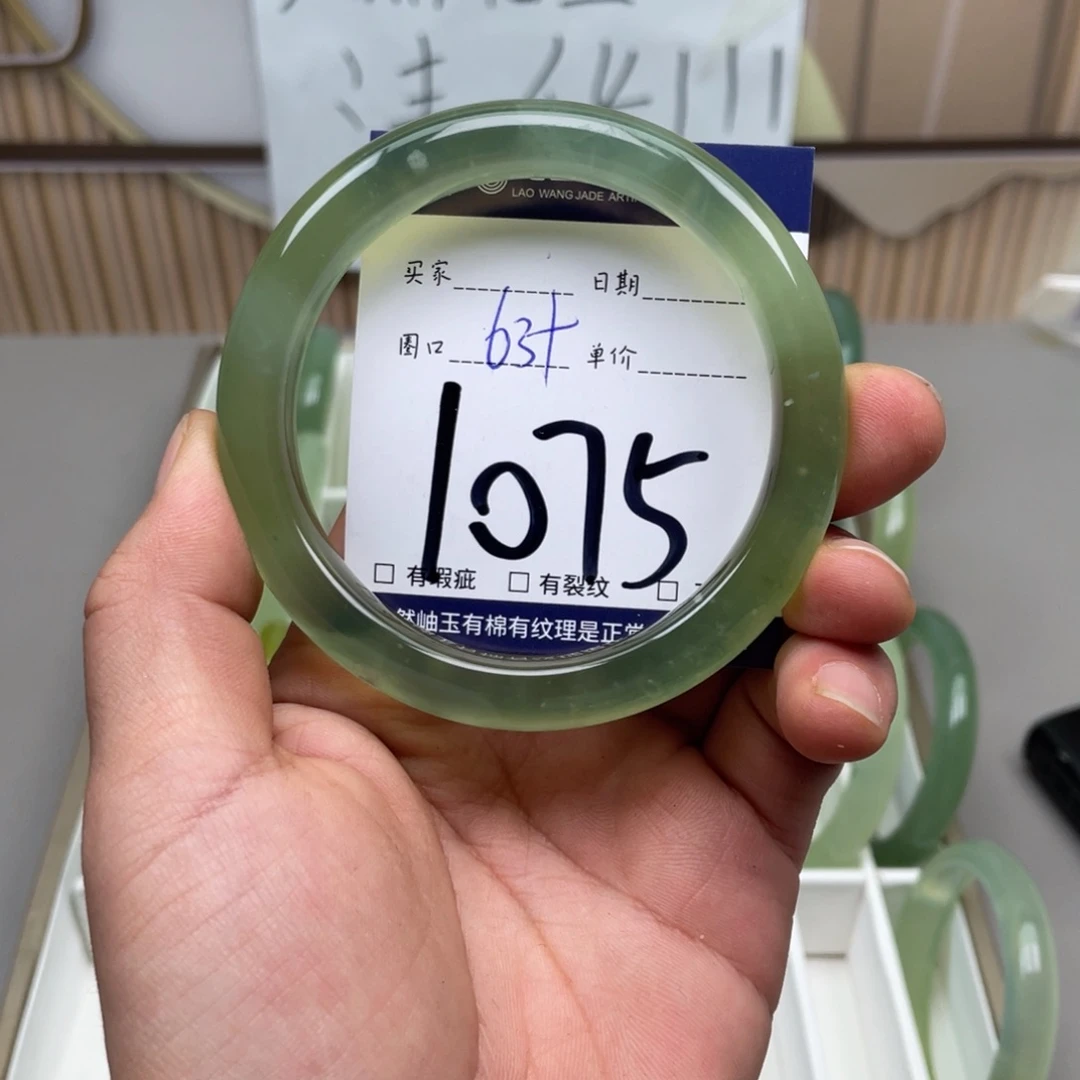 LAO WANG JADE
买家 日期
圈口 63+ 单价
1075
□ 有瑕疵 □ 有裂纹 □
然岫玉有棉有纹理是正常